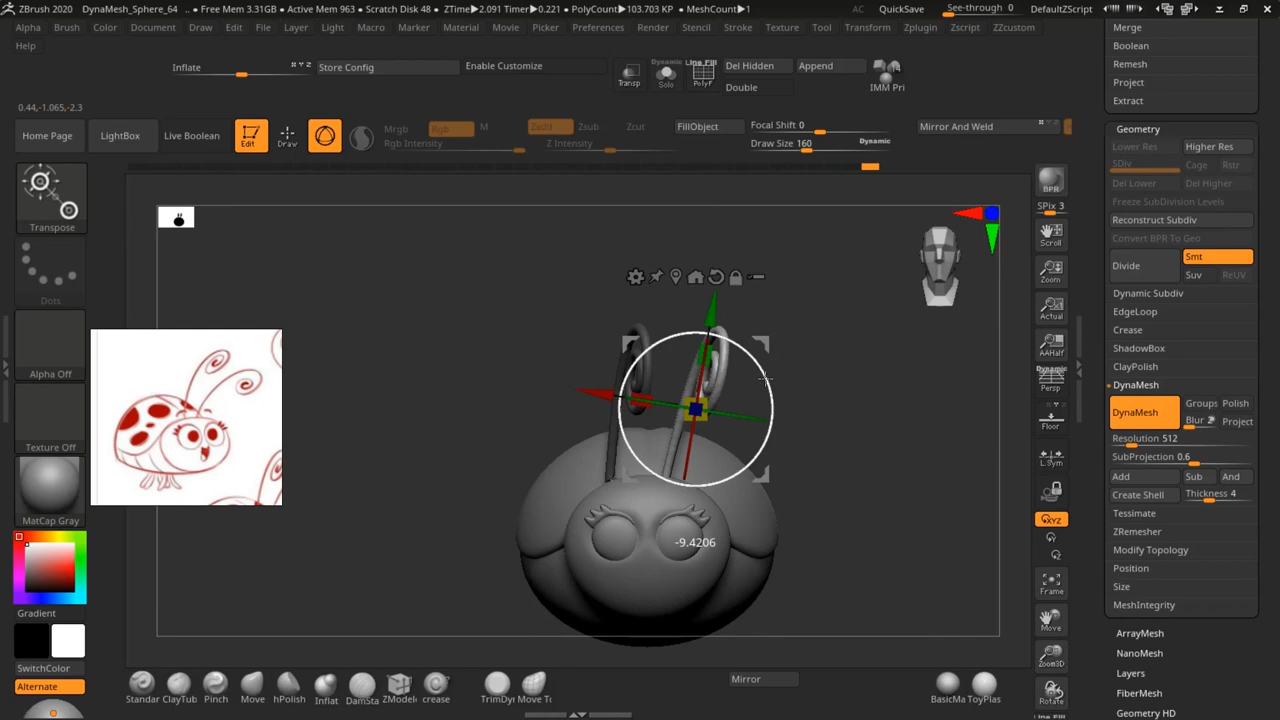 ZBrush 2020 DynaMesh_Sphere_64 ● Free Mem 3.31GB ● Active Mem 963 ● Scratch Disk 48 ● ZTime▶2.091 Timer▶0.221 ● PolyCount▶103.703 KP ● MeshCount▶1 AC QuickSave See-through 0 DefaultZScript
Alpha Brush Color Document Draw Edit File Layer Light Macro Marker Material Movie Picker Preferences Render Stencil Stroke Texture Tool Transform Zplugin Zscript ZZcustom
Help
Inflate Store Config Enable Customize Transp Dynamic Solo Line Fill PolyF Del Hidden Append IMM Pri
Double
14
0.44,-1.065,-2.3
Home Page LightBox Live Boolean Edit Draw Mrgb Rgb M Zadd Zsub Zcut FillObject Focal Shift 0 Mirror And Weld
Rgb Intensity Z Intensity Draw Size 160 Dynamic
Transpose
Dots
Alpha Off
Texture Off
MatCap Gray
Gradient
SwitchColor
Alternate
-9.4206
BPR
SPix 3
Scroll
Zoom
Actual
AAHalf
Dynamic
Persp
Floor
L.Sym
XYZ
Frame
Move
Zoom3D
Rotate
Line Fill
Merge
Boolean
Remesh
Project
Extract
Geometry
Lower Res Higher Res
SDiv Cage Rstr
Del Lower Del Higher
Freeze SubDivision Levels
Reconstruct Subdiv
Convert BPR To Geo
Divide Smt
Suv ReUV
Dynamic Subdiv
EdgeLoop
Crease
ShadowBox
ClayPolish
DynaMesh
DynaMesh Groups Polish
Blur 2 Project
Resolution 512
SubProjection 0.6
Add Sub And
Create Shell Thickness 4
Tessimate
ZRemesher
Modify Topology
Position
Size
MeshIntegrity
ArrayMesh
NanoMesh
Layers
FiberMesh
Geometry HD
Standar ClayTub Pinch Move hPolish Inflat DamSta ZModel crease TrimDyn Move To Mirror BasicMa ToyPlas